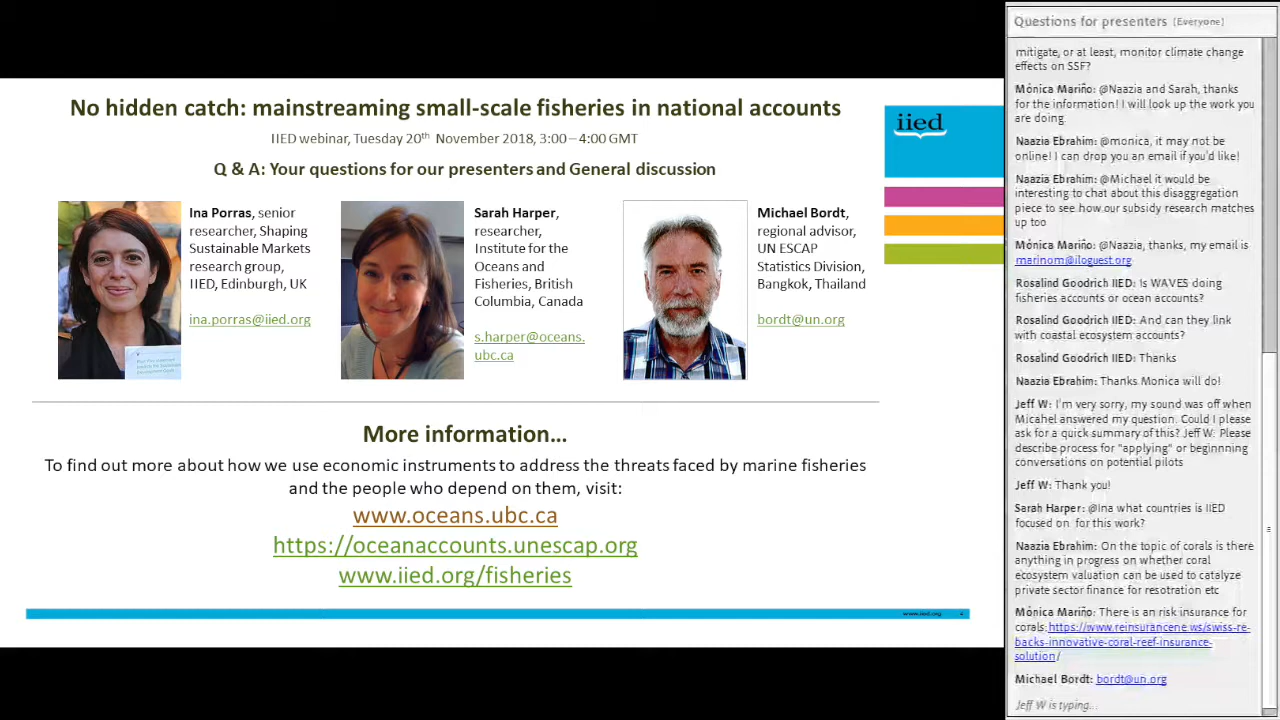 No hidden catch: mainstreaming small-scale fisheries in national accounts
IIED webinar, Tuesday 20th November 2018, 3:00 – 4:00 GMT
Q & A: Your questions for our presenters and General discussion
iied
Ina Porras, senior
researcher, Shaping
Sustainable Markets
research group,
IIED, Edinburgh, UK
ina.porras@iied.org
Sarah Harper,
researcher,
Institute for the
Oceans and
Fisheries, British
Columbia, Canada
s.harper@oceans.
ubc.ca
Michael Bordt,
regional advisor,
UN ESCAP
Statistics Division,
Bangkok, Thailand
bordt@un.org
More information…
To find out more about how we use economic instruments to address the threats faced by marine fisheries
and the people who depend on them, visit:
www.oceans.ubc.ca
https://oceanaccounts.unescap.org
www.iied.org/fisheries
www.iied.org
Questions for presenters (Everyone)
mitigate, or at least, monitor climate change
effects on SSF?
Mónica Mariño: @Naazia and Sarah, thanks
for the information! I will look up the work you
are doing
Naazia Ebrahim: @monica, it may not be
online! I can drop you an email if you'd like!
Naazia Ebrahim: @Michael it would be
interesting to chat about this disaggregation
piece to see how our subsidy research matches
up too
Mónica Mariño: @Naazia, thanks, my email is
marinom@iloguest.org
Rosalind Goodrich IIED: Is WAVES doing
fisheries accounts or ocean accounts?
Rosalind Goodrich IIED: And can they link
with coastal ecosystem accounts?
Rosalind Goodrich IIED: Thanks
Naazia Ebrahim: Thanks Monica will do!
Jeff W: I'm very sorry, my sound was off when
Micahel answered my question. Could I please
ask for a quick summary of this? Jeff W: Please
describe process for "applying" or beginnning
conversations on potential pilots
Jeff W: Thank you!
Sarah Harper: @Ina what countries is IIED
focused on for this work?
Naazia Ebrahim: On the topic of corals is there
anything in progress on whether coral
ecosystem valuation can be used to catalyze
private sector finance for resotration etc
Mónica Mariño: There is an risk insurance for
corals:https://www.reinsurancene.ws/swiss-re-
backs-innovative-coral-reef-insurance-
solution/
Michael Bordt: bordt@un.org
Jeff W is typing...